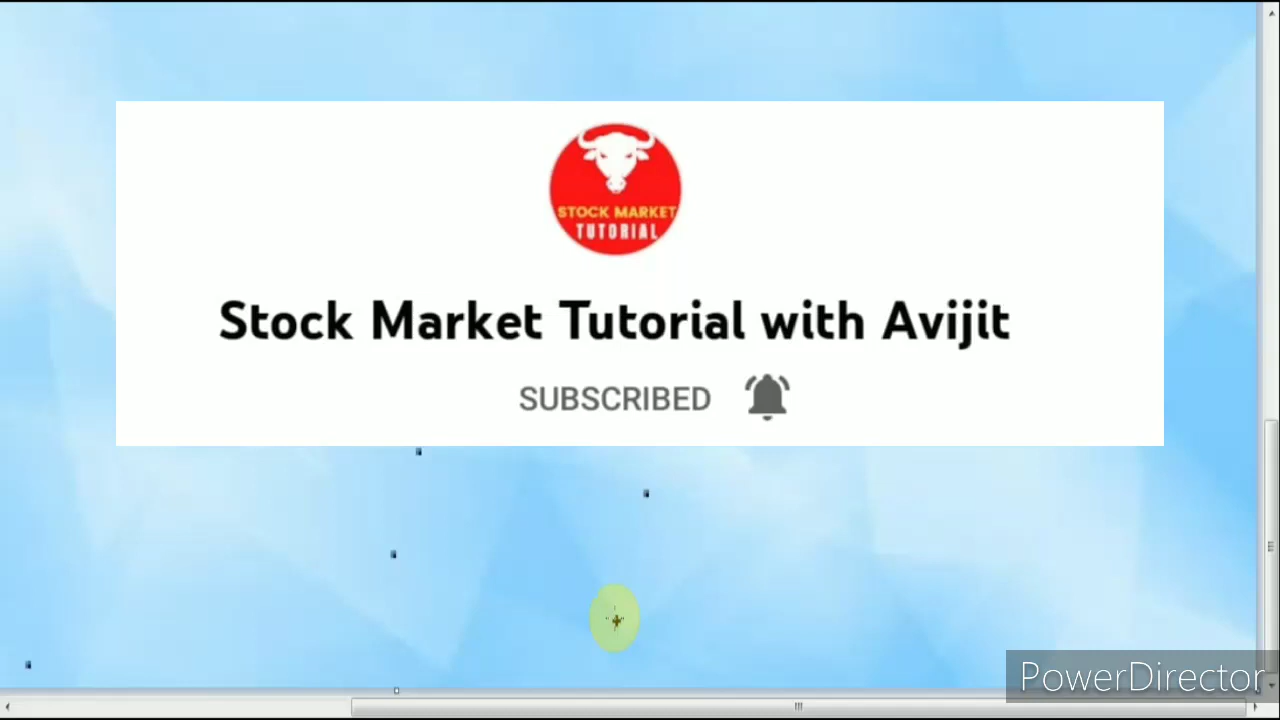 STOCK MARKET
TUTORIAL
Stock Market Tutorial with Avijit
SUBSCRIBED
PowerDirector